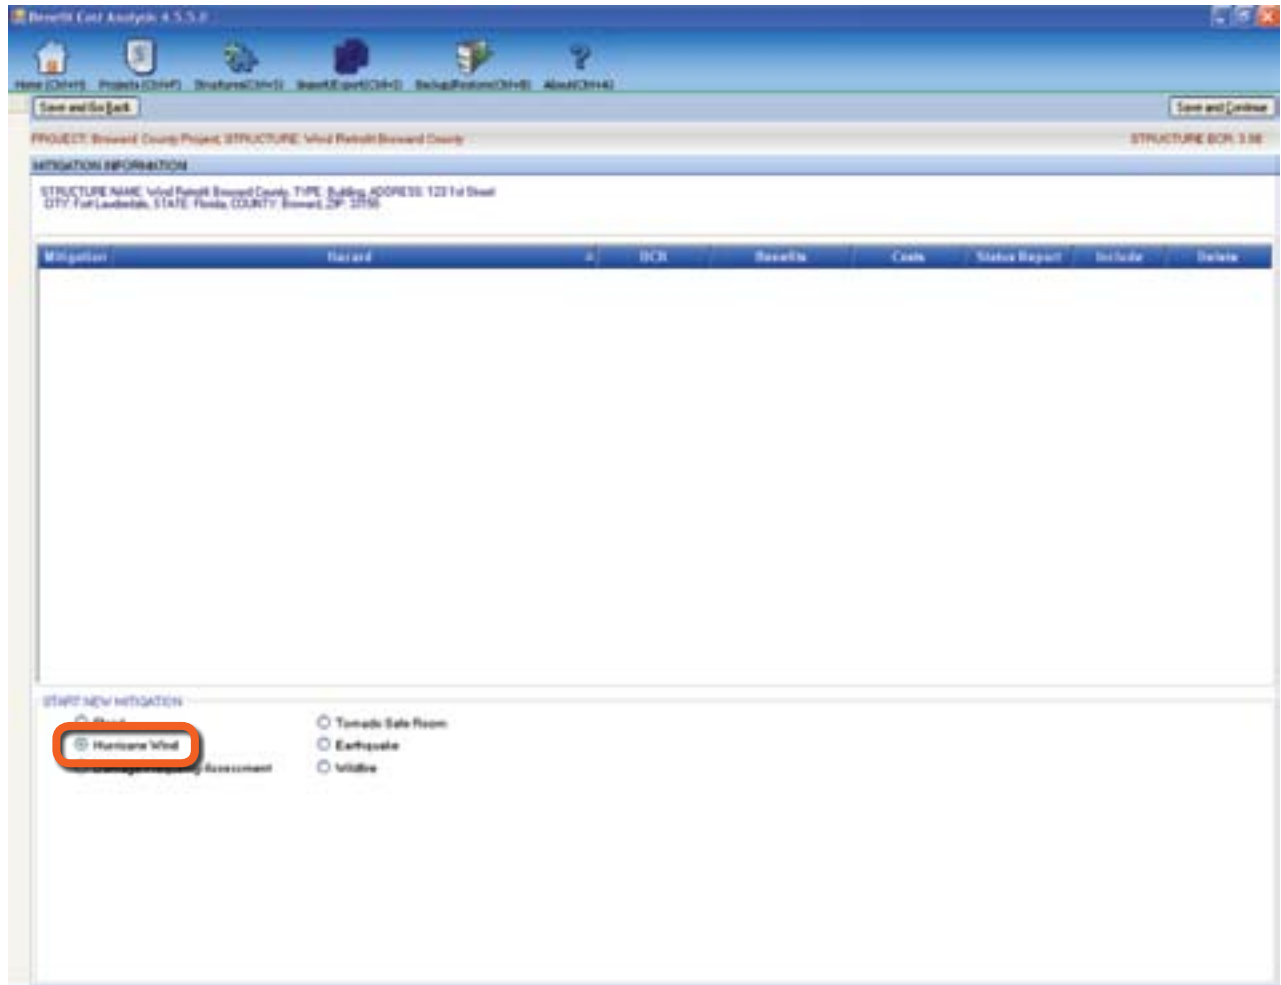 Benefit Cost Analysis 4.5.5.0
Home (Ctrl+H) Projects (Ctrl+P) Structures(Ctrl+S) Import/Export(Ctrl+I) Backup/Restore(Ctrl+B) About(Ctrl+A)
Save and Go Back Save and Continue
PROJECT: Broward County Project, STRUCTURE: Wind Retrofit Broward County STRUCTURE BCR:
MITIGATION INFORMATION
STRUCTURE NAME: Wind Retrofit Broward County, TYPE: Building, ADDRESS: 123 1st Street
CITY: Fort Lauderdale, STATE: Florida, COUNTY: Broward, ZIP:
Mitigation Hazard BCR Benefits Costs Status Report Include Delete
START NEW MITIGATION
Tornado Safe Room
Hurricane Wind Earthquake
Assessment Wildfire